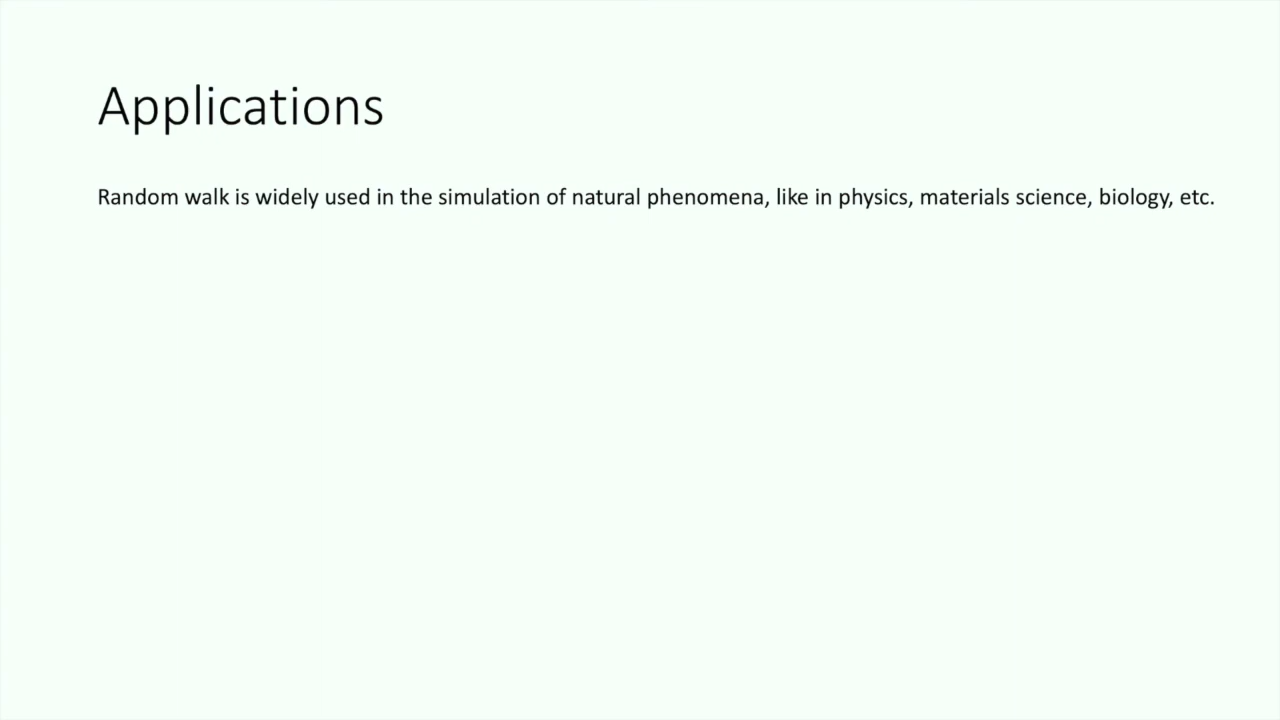 Applications
Random walk is widely used in the simulation of natural phenomena, like in physics, materials science, biology, etc.